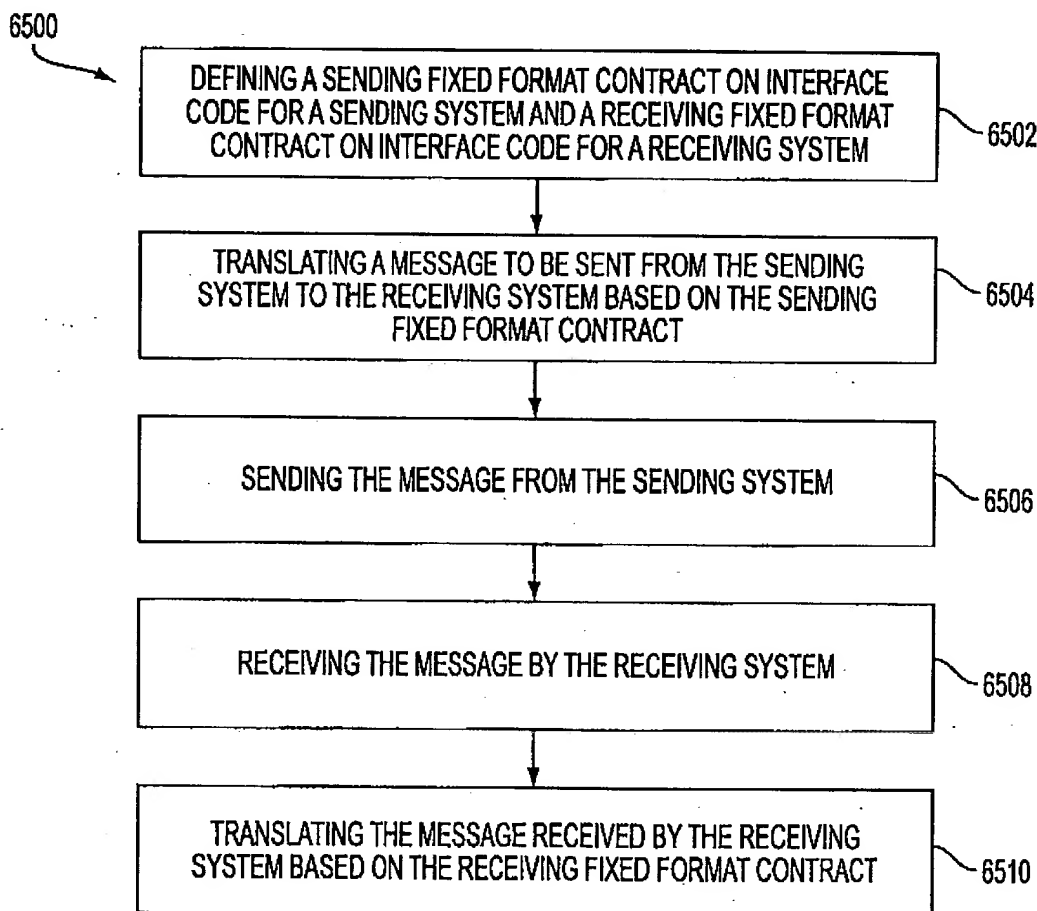 6500
DEFINING A SENDING FIXED FORMAT CONTRACT ON INTERFACE
CODE FOR A SENDING SYSTEM AND A RECEIVING FIXED FORMAT
CONTRACT ON INTERFACE CODE FOR A RECEIVING SYSTEM
6502
TRANSLATING A MESSAGE TO BE SENT FROM THE SENDING
SYSTEM TO THE RECEIVING SYSTEM BASED ON THE SENDING
FIXED FORMAT CONTRACT
6504
SENDING THE MESSAGE FROM THE SENDING SYSTEM
6506
RECEIVING THE MESSAGE BY THE RECEIVING SYSTEM
6508
TRANSLATING THE MESSAGE RECEIVED BY THE RECEIVING
SYSTEM BASED ON THE RECEIVING FIXED FORMAT CONTRACT
6510